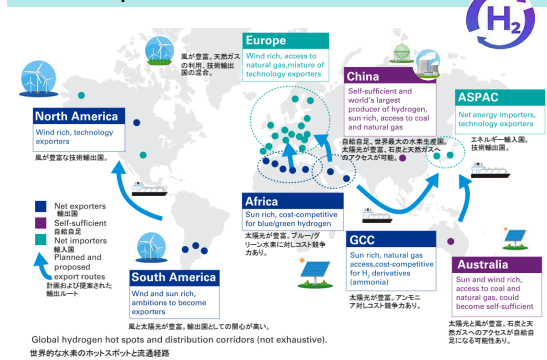 H₂
風が豊富。天然ガス
の利用、技術輸出
国の混合。
Europe
Wind rich, access to
natural gas,mixture of
technology exporters
China
Self-sufficient and
world's largest
producer of hydrogen,
sun rich, access to coal
and natural gas
自給自足、世界最大の水素生産国。
太陽が豊富、石炭と天然ガスへ
のアクセスが可能。
ASPAC
Net energy importers,
technology exporters
エネルギー輸入国。
技術輸出国。
North America
Wind rich, technology
exporters
風が豊富な技術輸出国。
Net exporters
輸出国
Self-sufficient
自給自足
Net importers
輸入国
Planned and
proposed
export routes
計画および提案された
輸出ルート
Africa
Sun rich, cost-competitive
for blue/green hydrogen
太陽光が豊富。ブルー/グ
リーン水素に対しコスト競争
力あり。
GCC
Sun rich, natural gas
access,cost-competitive
for H₂ derivatives
(ammonia)
太陽光が豊富。アンモニ
ア対しコスト競争力あり。
South America
Wnd and sun rich,
ambitions to become
exporters
風と太陽光が豊富。輸出国としての関心が高い。
Australia
Sun and wind rich,
access to coal and
natural gas, could
become self-sufficient
太陽光と風が豊富。石炭と天
然ガスへのアクセスが自給自
足になる可能性あり。
Global hydrogen hot spots and distribution corridors (not exhaustive).
世界的な水素のホットスポットと流通経路